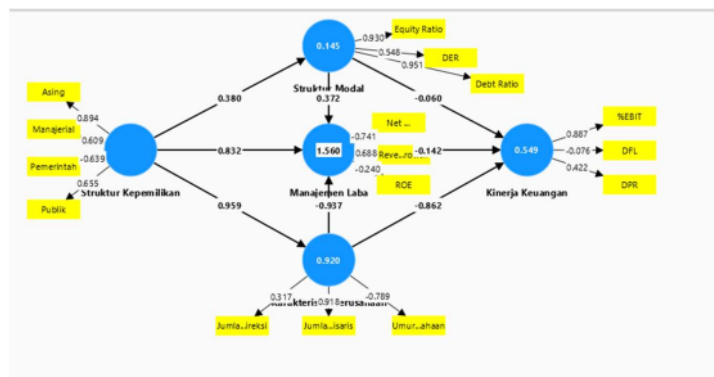 Equity Ratio
0.930
0.145
0.548
DER
0.951
Debt Ratio
Struktur Modal
Asing
0.894
0.380
0.372
-0.060
Manajerial
0.609
Net ...
-0.741
%EBIT
0.887
0.832
1.560
0.688
-0.142
0.549
-0.076
DFL
Pemerintah
-0.639
-0.240
0.422
ROE
DPR
0.655
Struktur Kepemilikan
Manajemen Laba
Kinerja Keuangan
Publik
0.959
-0.937
-0.862
0.920
0.317
0.918
-0.789
Jumla...ireksi
Jumla...isaris
Umur...ahaan